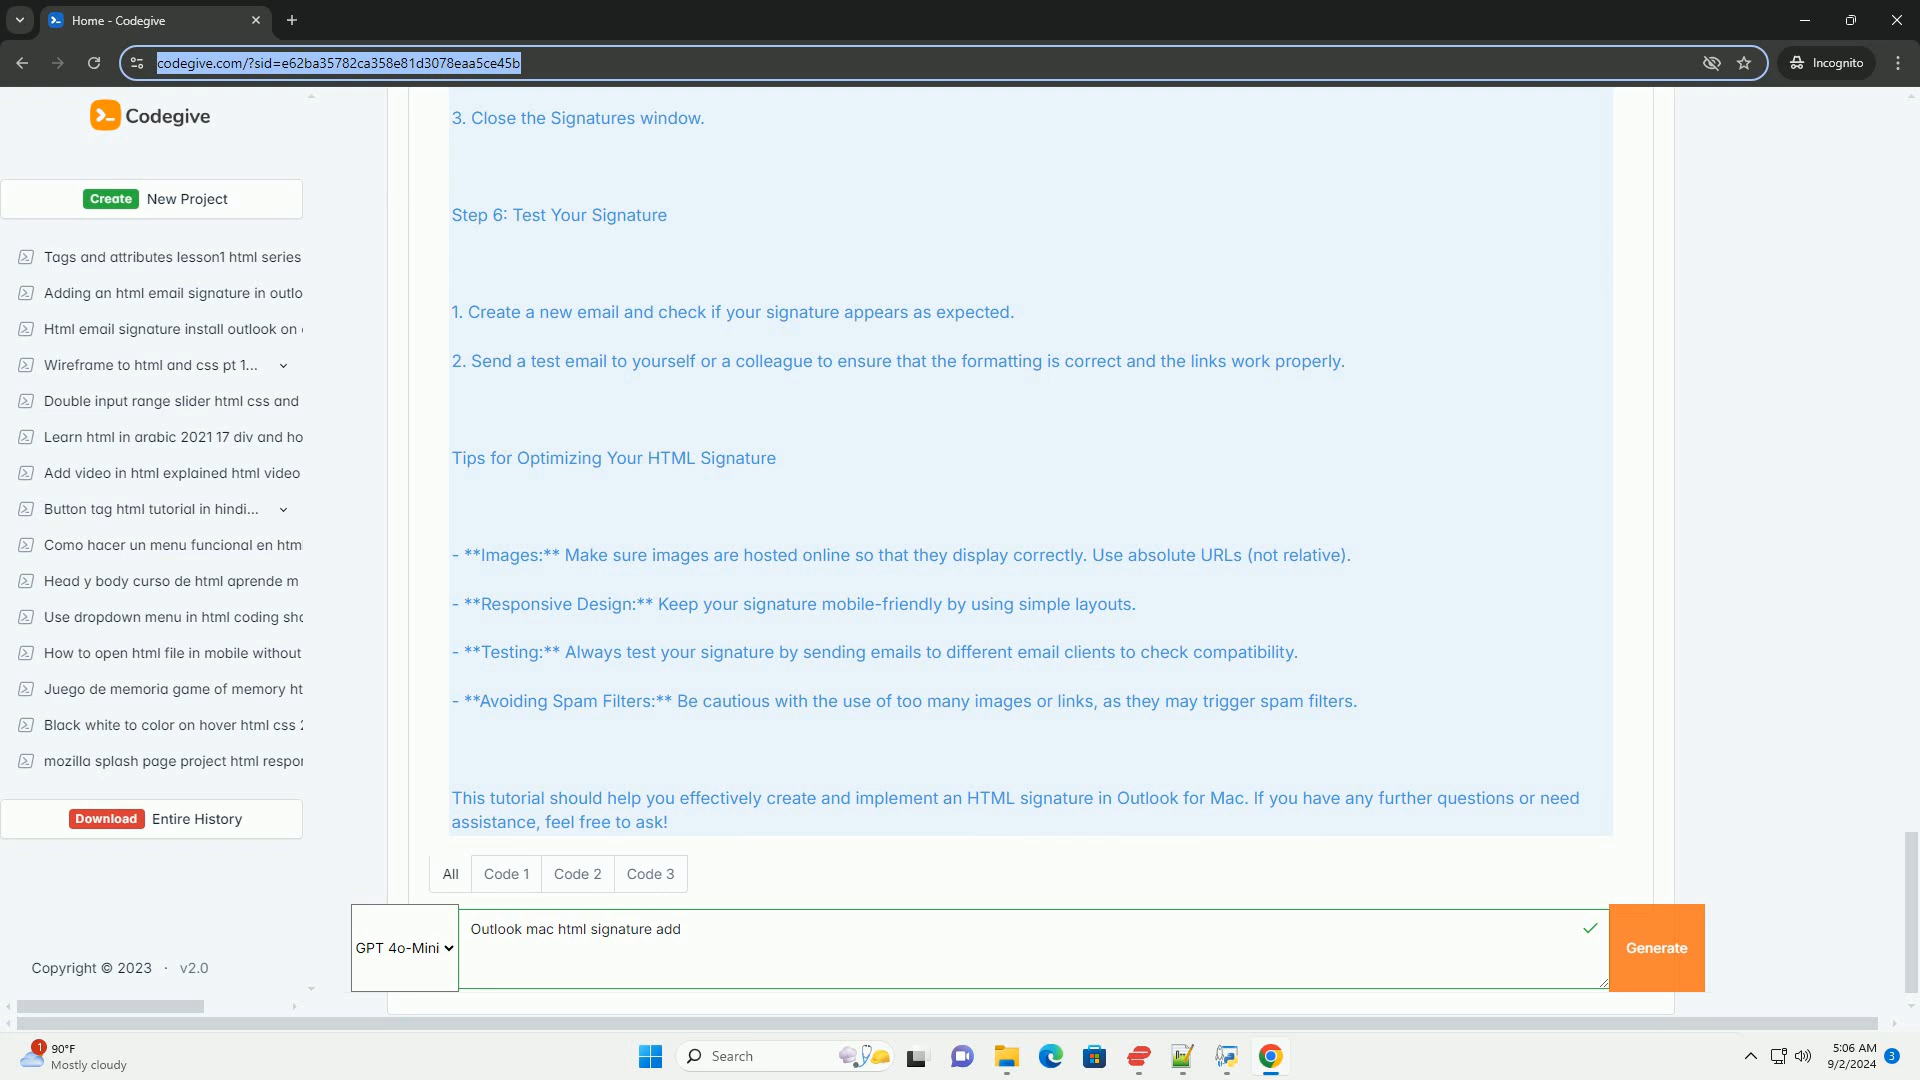 Home - Codegive
codegive.com/?sid=e62ba35782ca358e81d3078eaa5ce45b
Incognito
Codegive
Create New Project
Tags and attributes lesson1 html series
Adding an html email signature in outlo
Html email signature install outlook on
Wireframe to html and css pt 1...
Double input range slider html css and
Learn html in arabic 2021 17 div and ho
Add video in html explained html video
Button tag html tutorial in hindi...
Como hacer un menu funcional en htm
Head y body curso de html aprende m
Use dropdown menu in html coding sho
How to open html file in mobile without
Juego de memoria game of memory ht
Black white to color on hover html css 2
mozilla splash page project html respor
Download Entire History
Copyright © 2023 · v2.0
3. Close the Signatures window.
Step 6: Test Your Signature
1. Create a new email and check if your signature appears as expected.
2. Send a test email to yourself or a colleague to ensure that the formatting is correct and the links work properly.
Tips for Optimizing Your HTML Signature
- **Images:** Make sure images are hosted online so that they display correctly. Use absolute URLs (not relative).
- **Responsive Design:** Keep your signature mobile-friendly by using simple layouts.
- **Testing:** Always test your signature by sending emails to different email clients to check compatibility.
- **Avoiding Spam Filters:** Be cautious with the use of too many images or links, as they may trigger spam filters.
This tutorial should help you effectively create and implement an HTML signature in Outlook for Mac. If you have any further questions or need
assistance, feel free to ask!
All Code 1 Code 2 Code 3
GPT 4o-Mini
Outlook mac html signature add
Generate
1
90°F
Mostly cloudy
Search
5:06 AM
9/2/2024
3